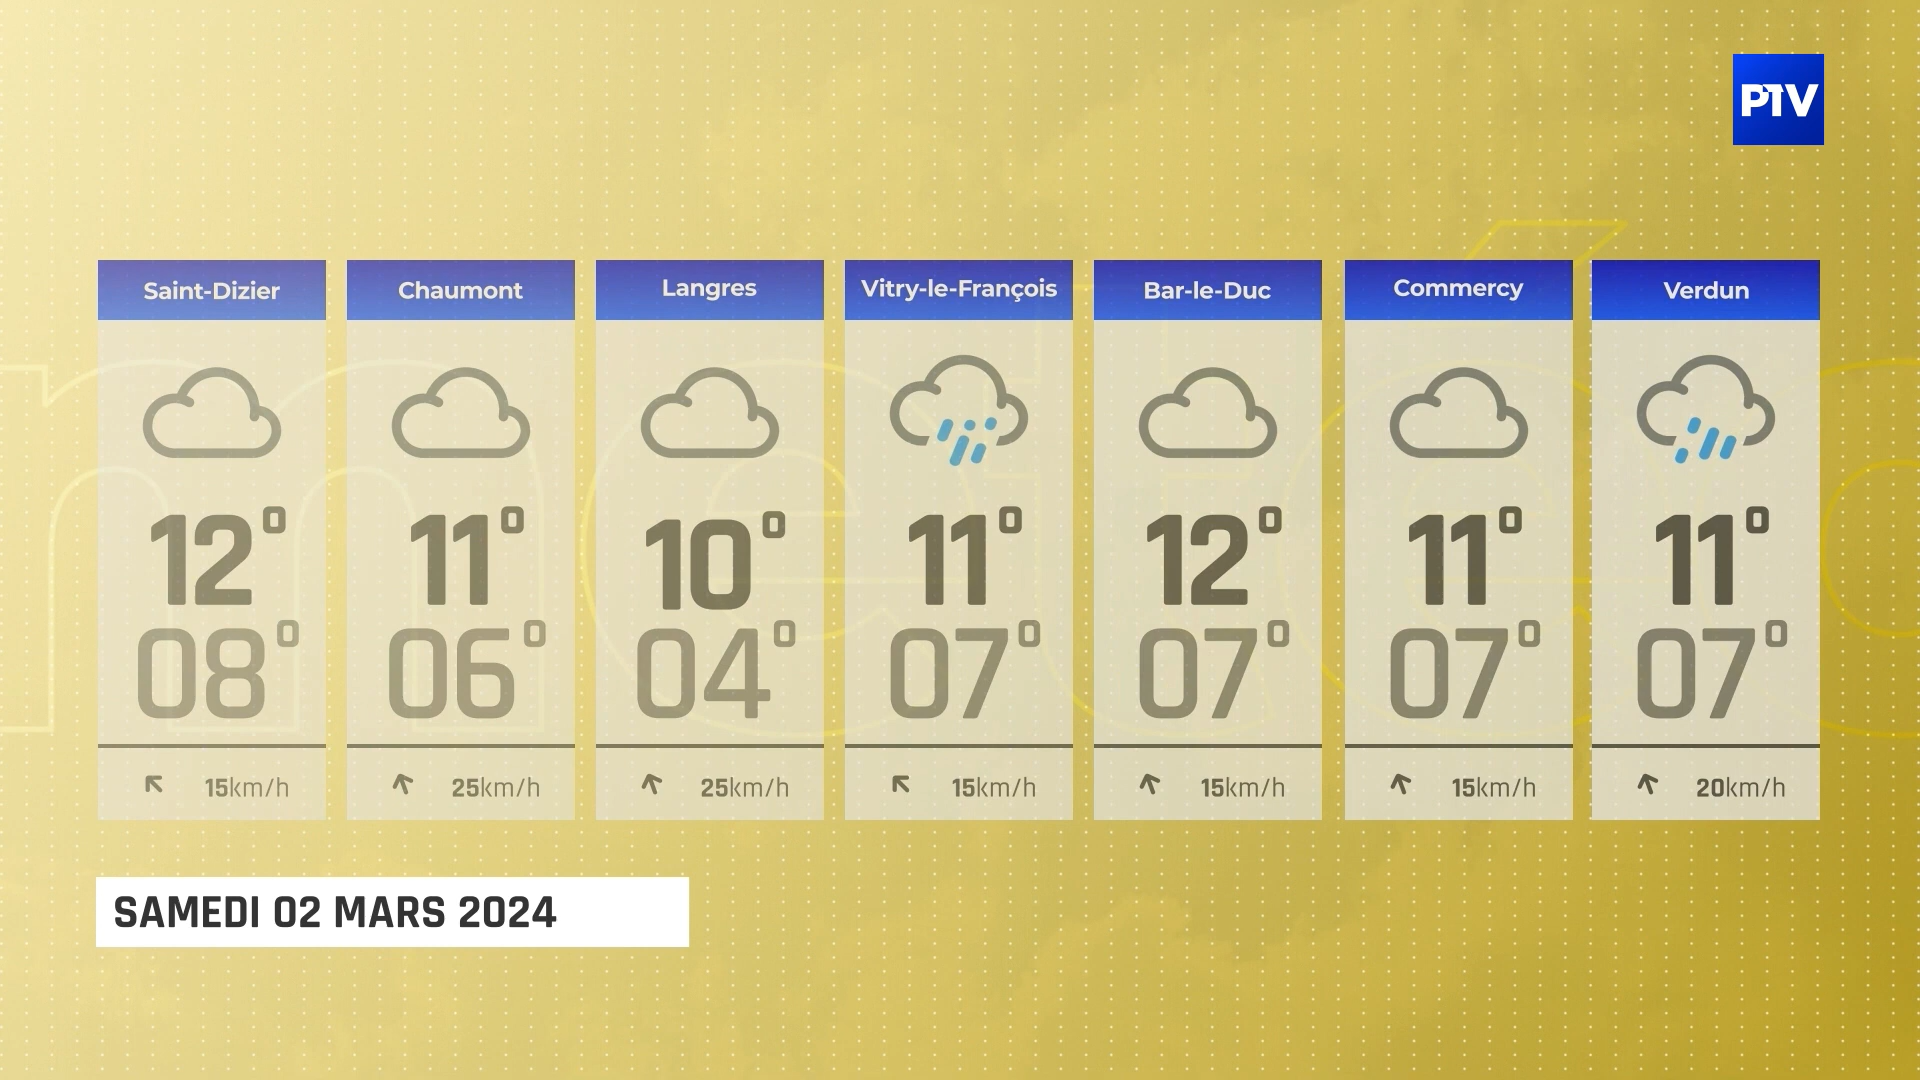 PTV
Saint-Dizier
12°
08°
15km/h
Chaumont
11°
06°
25km/h
Langres
10°
04°
25km/h
Vitry-le-François
11°
07°
15km/h
Bar-le-Duc
12°
07°
15km/h
Commercy
11°
07°
15km/h
Verdun
11°
07°
20km/h
SAMEDI 02 MARS 2024